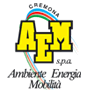 CREMONA
AEM
s.p.a.
Ambiente Energia
Mobilità